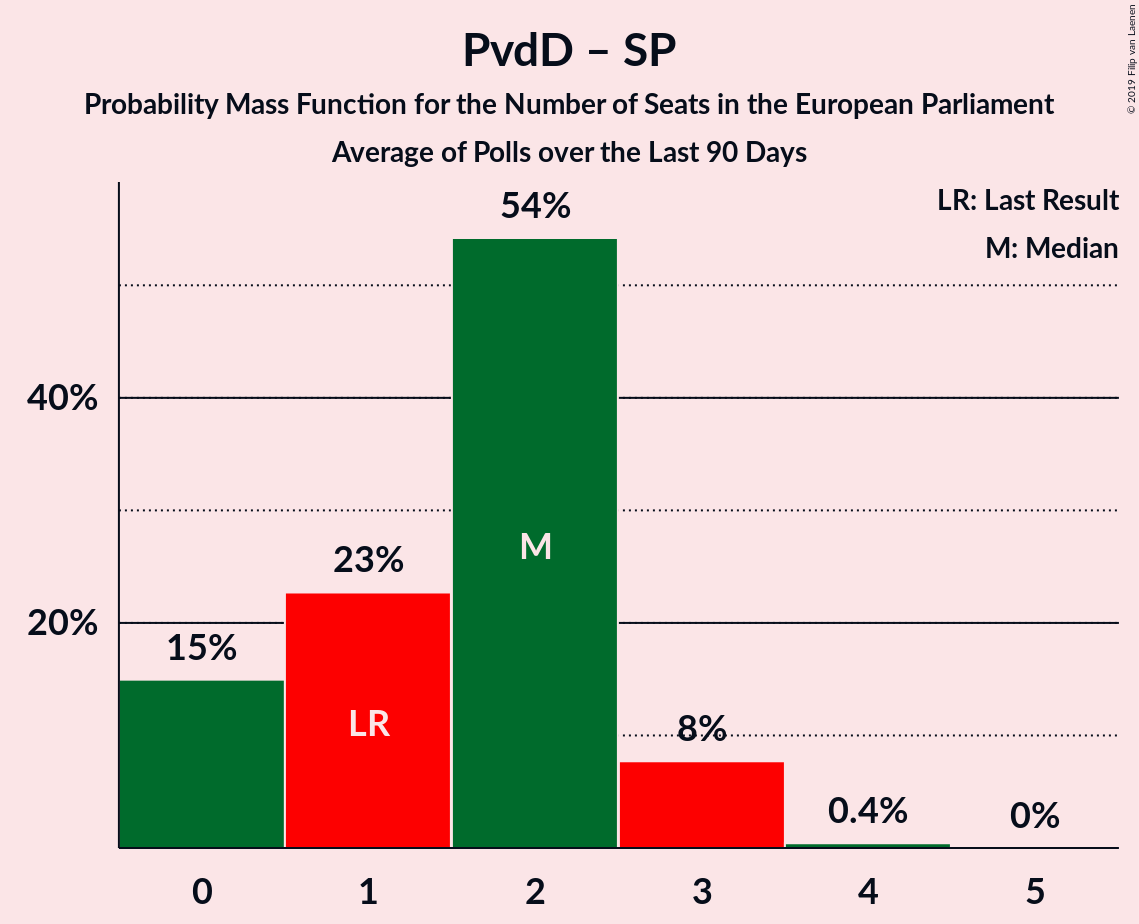 PvdD – SP
Probability Mass Function for the Number of Seats in the European Parliament
Average of Polls over the Last 90 Days
© 2019 Filip van Laenen
LR: Last Result
M: Median
54%
40%
M
23%
20%
15%
LR
8%
0.4%
0%
0 1 2 3 4 5